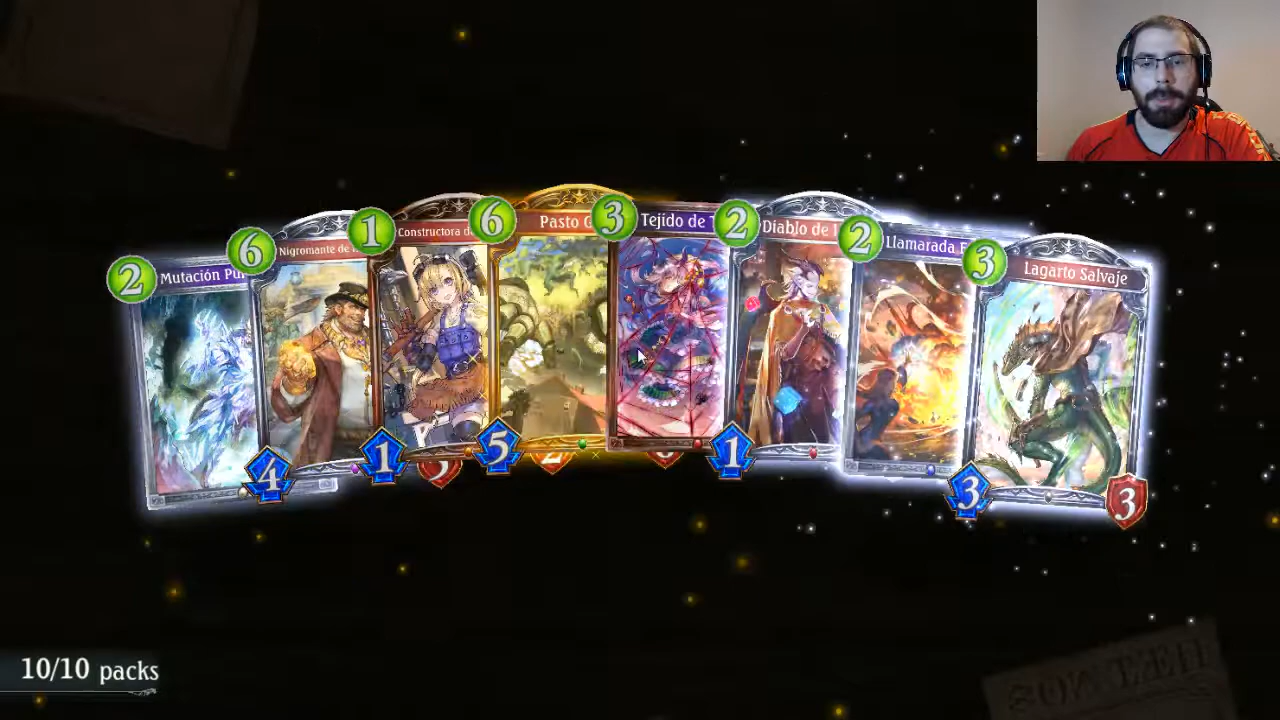 2
Mutación
6
Nigromante de
1
Constructora
6
Pasto
3
Tejido de
2
Diablo de
2
Llamarada
3
Lagarto Salvaje
4
1
5
1
3
3
10/10 packs